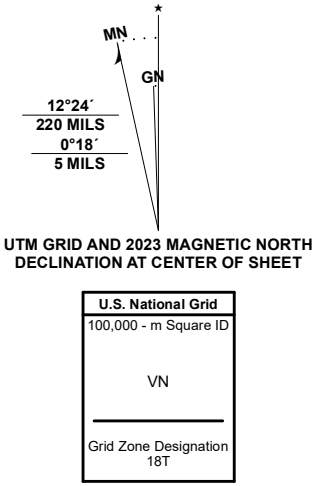 ★
MN
GN
12°24´
220 MILS
0°18´
5 MILS
UTM GRID AND 2023 MAGNETIC NORTH
DECLINATION AT CENTER OF SHEET
U.S. National Grid
100,000 - m Square ID
VN
Grid Zone Designation
18T